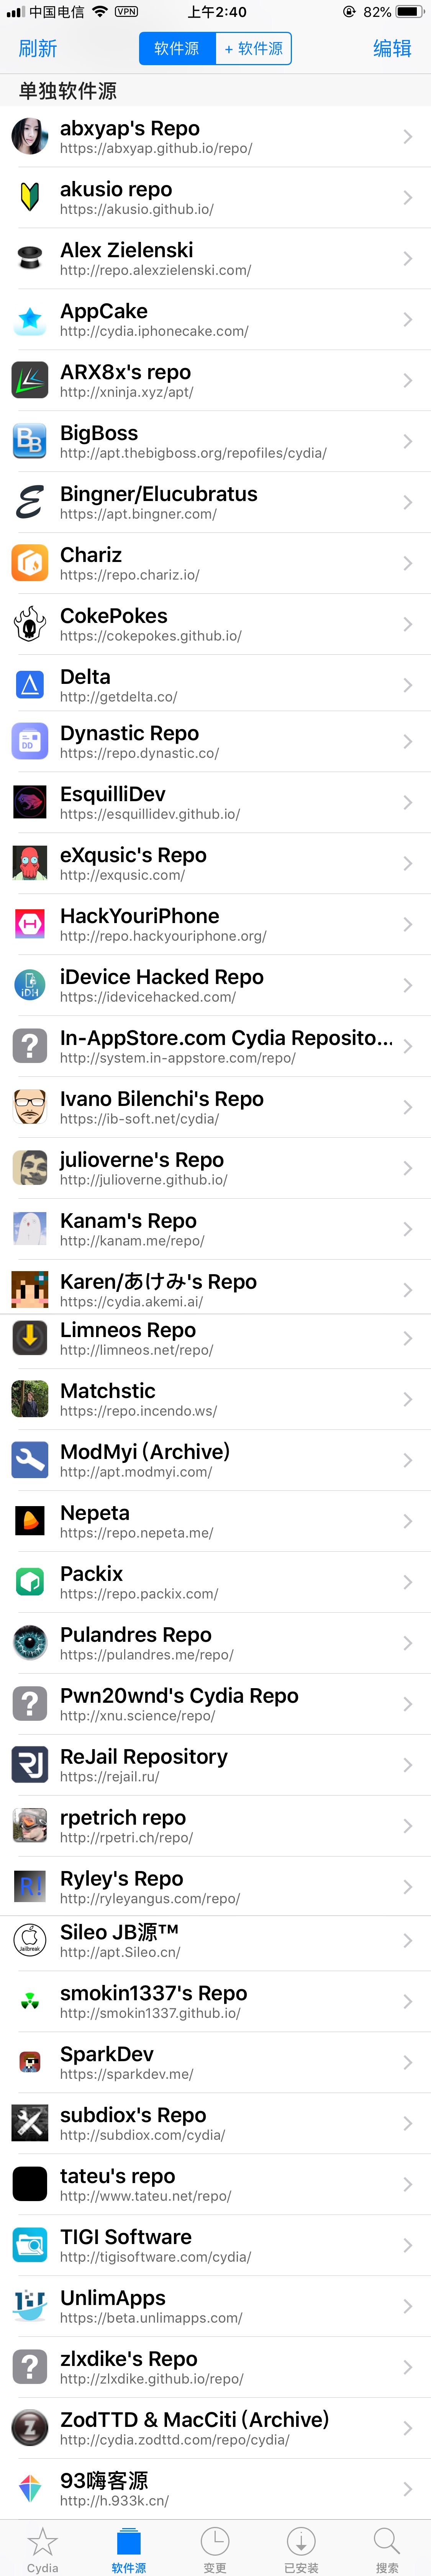 中国电信 VPN 上午2:40 82%
刷新 软件源 + 软件源 编辑
单独软件源
abxyap's Repo
https://abxyap.github.io/repo/
akusio repo
https://akusio.github.io/
Alex Zielenski
http://repo.alexzielenski.com/
AppCake
http://cydia.iphonecake.com/
ARX8x's repo
http://xninja.xyz/apt/
BigBoss
http://apt.thebigboss.org/repofiles/cydia/
Bingner/Elucubratus
https://apt.bingner.com/
Chariz
https://repo.chariz.io/
CokePokes
https://cokepokes.github.io/
Delta
http://getdelta.co/
Dynastic Repo
https://repo.dynastic.co/
EsquilliDev
https://esquillidev.github.io/
eXqusic's Repo
http://exqusic.com/
HackYouriPhone
http://repo.hackyouriphone.org/
iDevice Hacked Repo
https://idevicehacked.com/
In-AppStore.com Cydia Reposito...
http://system.in-appstore.com/repo/
Ivano Bilenchi's Repo
https://ib-soft.net/cydia/
julioverne's Repo
http://julioverne.github.io/
Kanam's Repo
http://kanam.me/repo/
Karen/あけみ's Repo
https://cydia.akemi.ai/
Limneos Repo
http://limneos.net/repo/
Matchstic
https://repo.incendo.ws/
ModMyi (Archive)
http://apt.modmyi.com/
Nepeta
https://repo.nepeta.me/
Packix
https://repo.packix.com/
Pulandres Repo
https://pulandres.me/repo/
Pwn20wnd's Cydia Repo
http://xnu.science/repo/
ReJail Repository
https://rejail.ru/
rpetrich repo
http://rpetri.ch/repo/
Ryley's Repo
http://ryleyangus.com/repo/
Sileo JB源™
http://apt.Sileo.cn/
smokin1337's Repo
http://smokin1337.github.io/
SparkDev
https://sparkdev.me/
subdiox's Repo
http://subdiox.com/cydia/
tateu's repo
http://www.tateu.net/repo/
TIGI Software
http://tigisoftware.com/cydia/
UnlimApps
https://beta.unlimapps.com/
zlxdike's Repo
http://zlxdike.github.io/repo/
ZodTTD & MacCiti (Archive)
http://cydia.zodttd.com/repo/cydia/
93嗨客源
http://h.933k.cn/
Cydia 软件源 变更 已安装 搜索